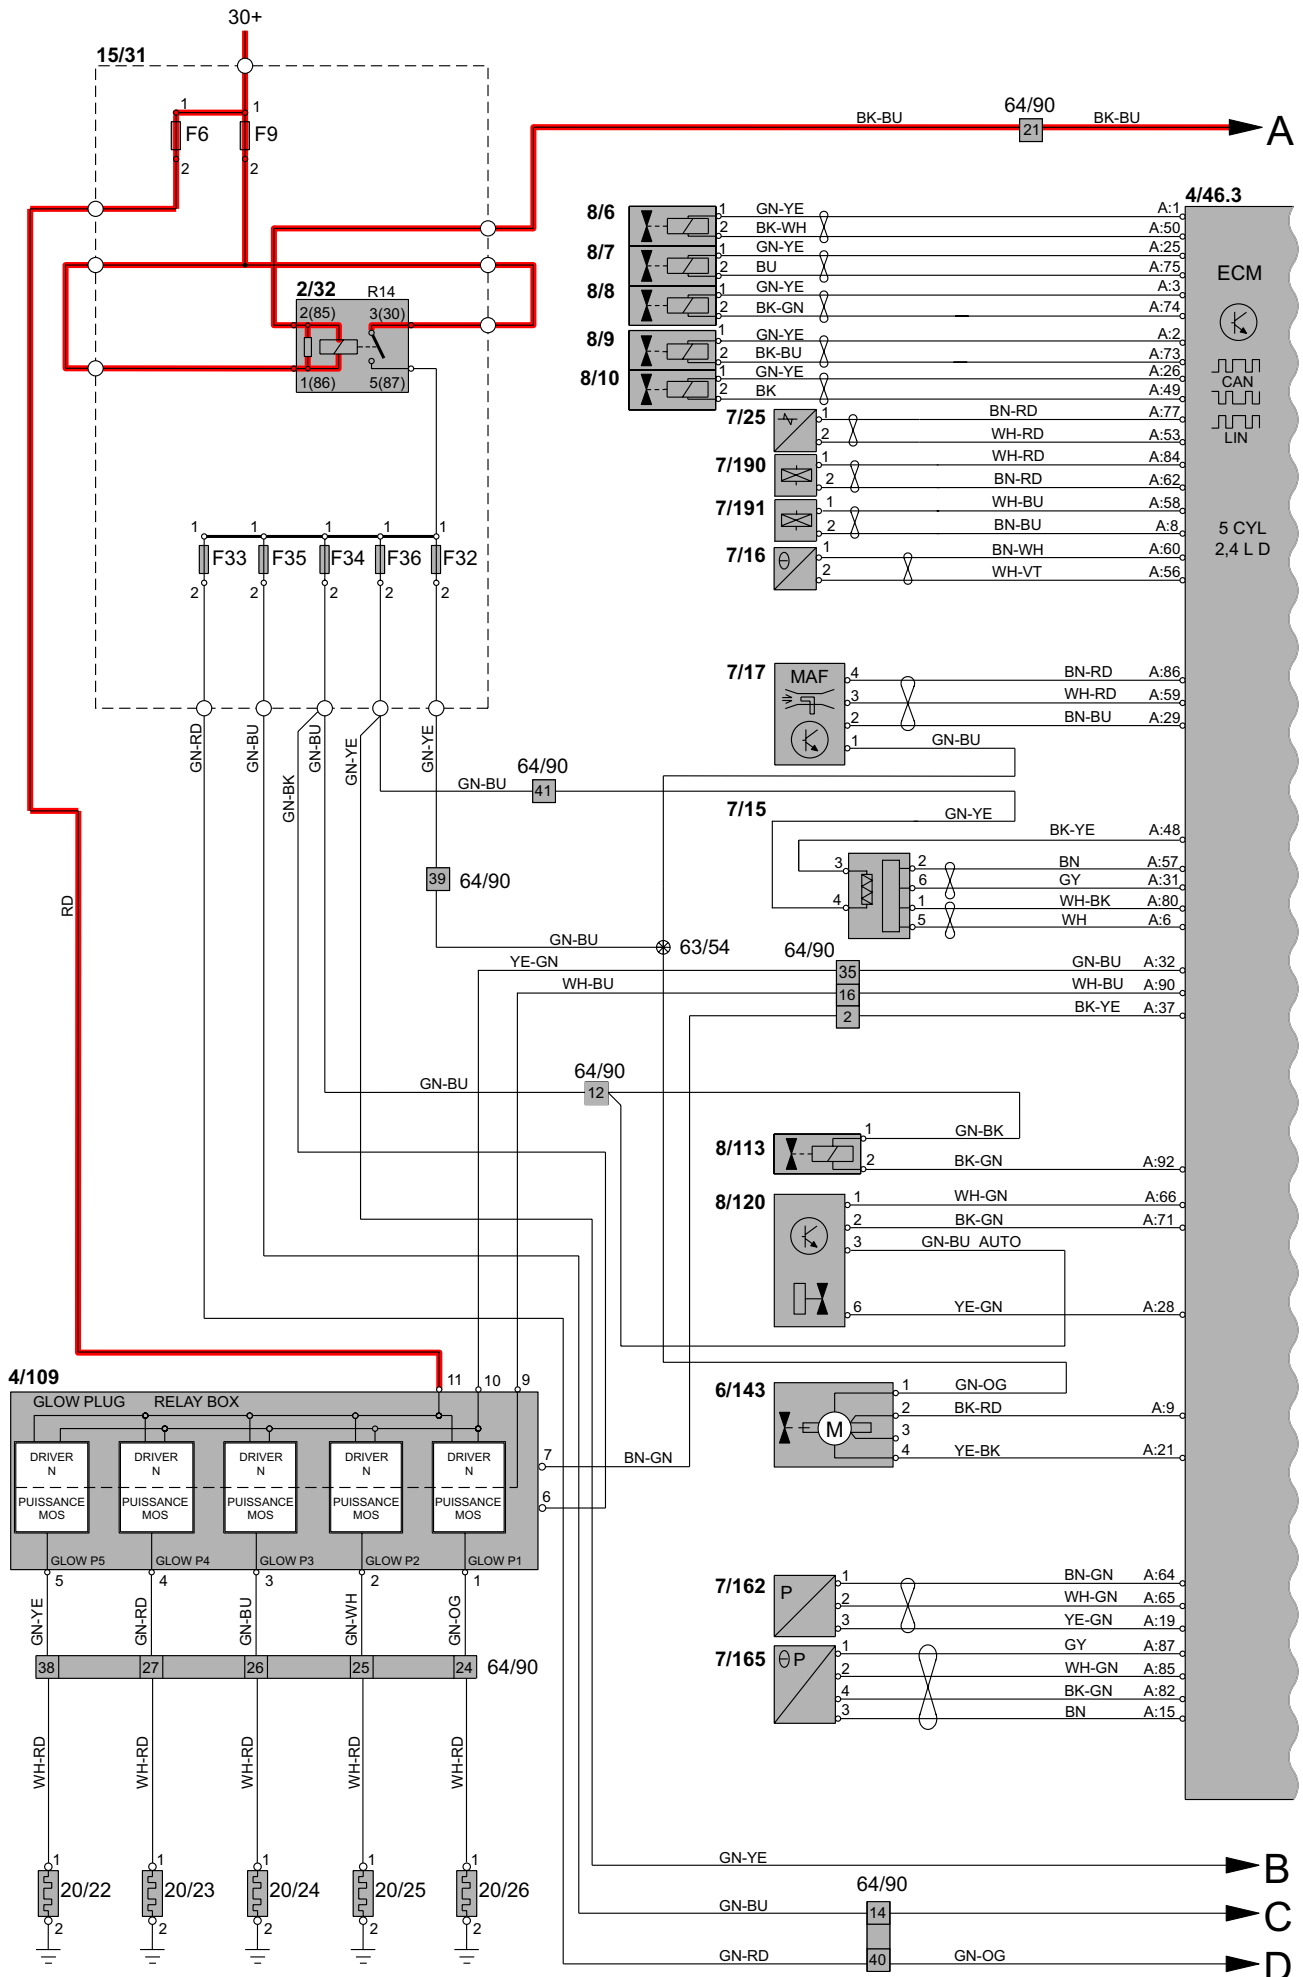 30+
15/31
1 1
F6 F9
2 2
64/90
BK-BU 21 BK-BU A
2/32 R14
2(85) 3(30)
1(86) 5(87)
1 1 1 1 1
F33 F35 F34 F36 F32
2 2 2 2 2
GN-RD GN-BU GN-BK GN-BU GN-YE GN-YE
4/46.3
ECM
CAN
LIN
5 CYL
2,4 L D
8/6 1 GN-YE A:1
2 BK-WH A:50
8/7 1 GN-YE A:25
2 BU A:75
8/8 1 GN-YE A:3
2 BK-GN A:74
8/9 1 GN-YE A:2
2 BK-BU A:73
8/10 1 GN-YE A:26
2 BK A:49
7/25 1 BN-RD A:77
2 WH-RD A:53
7/190 1 WH-RD A:84
2 BN-RD A:62
7/191 1 WH-BU A:58
2 BN-BU A:8
7/16 θ 1 BN-WH A:60
2 WH-VT A:56
7/17 MAF 4 BN-RD A:86
3 WH-RD A:59
2 BN-BU A:29
1 GN-BU
64/90
GN-BU 41
7/15 GN-YE
BK-YE A:48
3 2 BN A:57
6 GY A:31
4 1 WH-BK A:80
5 WH A:6
39 64/90
RD
GN-BU 63/54
64/90
YE-GN 35 GN-BU A:32
WH-BU 16 WH-BU A:90
2 BK-YE A:37
64/90
GN-BU 12
8/113 1 GN-BK
2 BK-GN A:92
8/120 1 WH-GN A:66
2 BK-GN A:71
3 GN-BU AUTO
6 YE-GN A:28
6/143 M 1 GN-OG
2 BK-RD A:9
3
4 YE-BK A:21
4/109
11 10 9
GLOW PLUG RELAY BOX
DRIVER N DRIVER N DRIVER N DRIVER N DRIVER N
7 BN-GN
PUISSANCE MOS PUISSANCE MOS PUISSANCE MOS PUISSANCE MOS PUISSANCE MOS
6
GLOW P5 GLOW P4 GLOW P3 GLOW P2 GLOW P1
5 4 3 2 1
GN-YE GN-RD GN-BU GN-WH GN-OG
38 27 26 25 24 64/90
WH-RD WH-RD WH-RD WH-RD WH-RD
1 1 1 1 1
20/22 20/23 20/24 20/25 20/26
2 2 2 2 2
7/162 P 1 BN-GN A:64
2 WH-GN A:65
3 YE-GN A:19
7/165 θ P 1 GY A:87
2 WH-GN A:85
4 BK-GN A:82
3 BN A:15
GN-YE B
64/90
GN-BU 14 C
GN-RD 40 GN-OG D